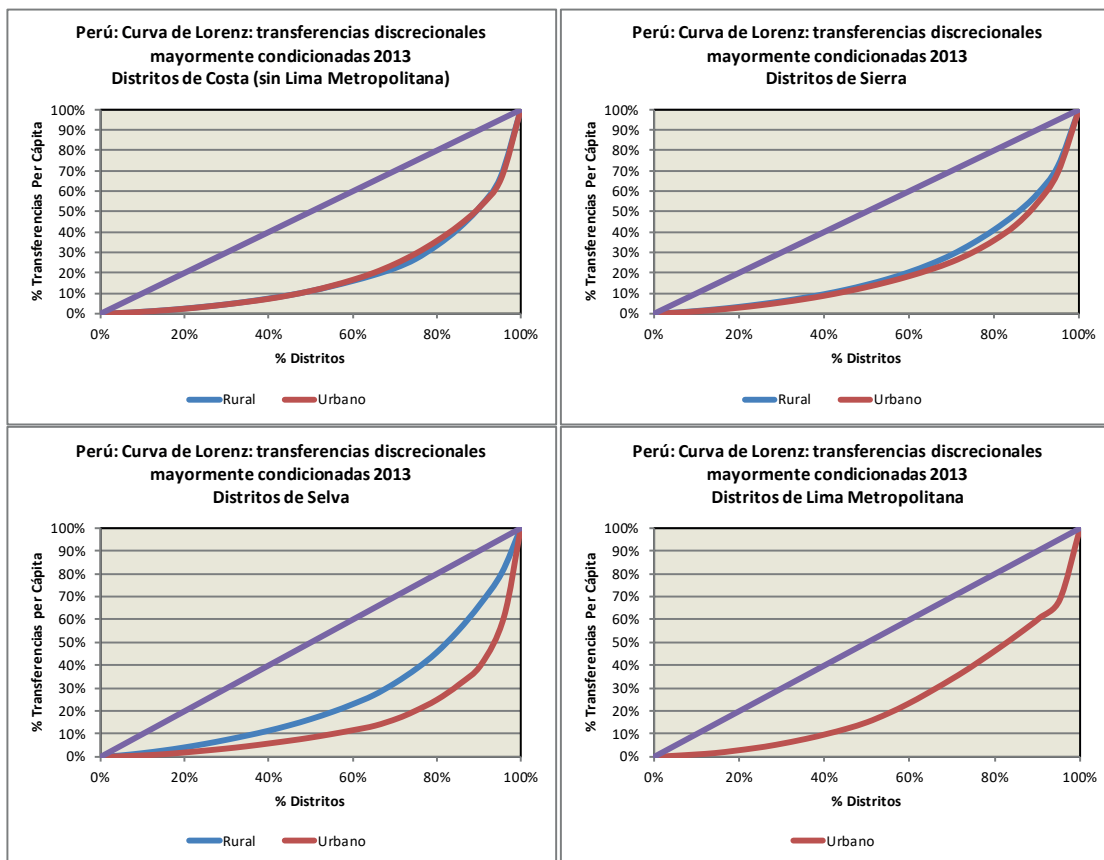 Perú: Curva de Lorenz: transferencias discrecionales
mayormente condicionadas 2013
Distritos de Costa (sin Lima Metropolitana)
% Transferencias Per Cápita
100%
90%
80%
70%
60%
50%
40%
30%
20%
10%
0%
0% 20% 40% 60% 80% 100%
% Distritos
Rural Urbano
Perú: Curva de Lorenz: transferencias discrecionales
mayormente condicionadas 2013
Distritos de Sierra
% Transferencias Per Cápita
100%
90%
80%
70%
60%
50%
40%
30%
20%
10%
0%
0% 20% 40% 60% 80% 100%
% Distritos
Rural Urbano
Perú: Curva de Lorenz: transferencias discrecionales
mayormente condicionadas 2013
Distritos de Selva
% Transferencias per Cápita
100%
90%
80%
70%
60%
50%
40%
30%
20%
10%
0%
0% 20% 40% 60% 80% 100%
% Distritos
Rural Urbano
Perú: Curva de Lorenz: transferencias discrecionales
mayormente condicionadas 2013
Distritos de Lima Metropolitana
% Transferencias Per Cápita
100%
90%
80%
70%
60%
50%
40%
30%
20%
10%
0%
0% 20% 40% 60% 80% 100%
% Distritos
Urbano